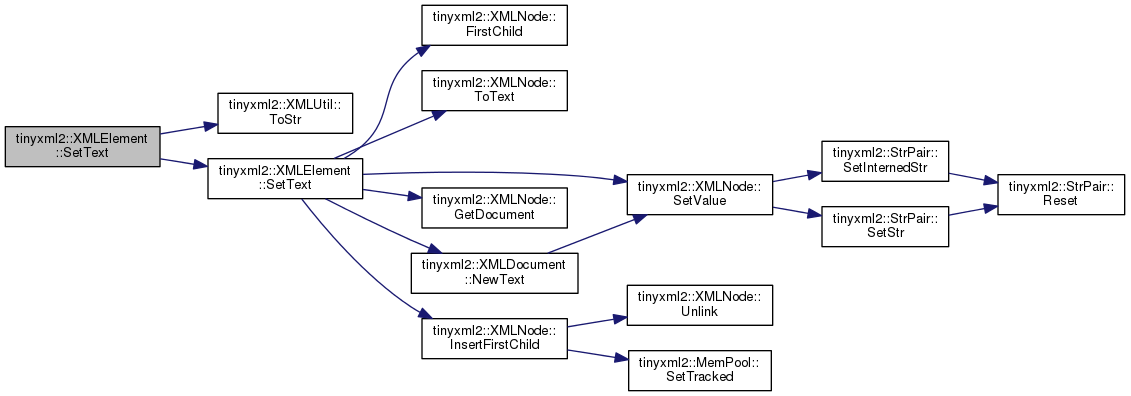 tinyxml2::XMLElement
::SetText
tinyxml2::XMLUtil::
ToStr
tinyxml2::XMLElement
::SetText
tinyxml2::XMLNode::
FirstChild
tinyxml2::XMLNode::
ToText
tinyxml2::XMLNode::
GetDocument
tinyxml2::XMLDocument
::NewText
tinyxml2::XMLNode::
InsertFirstChild
tinyxml2::XMLNode::
SetValue
tinyxml2::XMLNode::
Unlink
tinyxml2::MemPool::
SetTracked
tinyxml2::StrPair::
SetInternedStr
tinyxml2::StrPair::
SetStr
tinyxml2::StrPair::
Reset